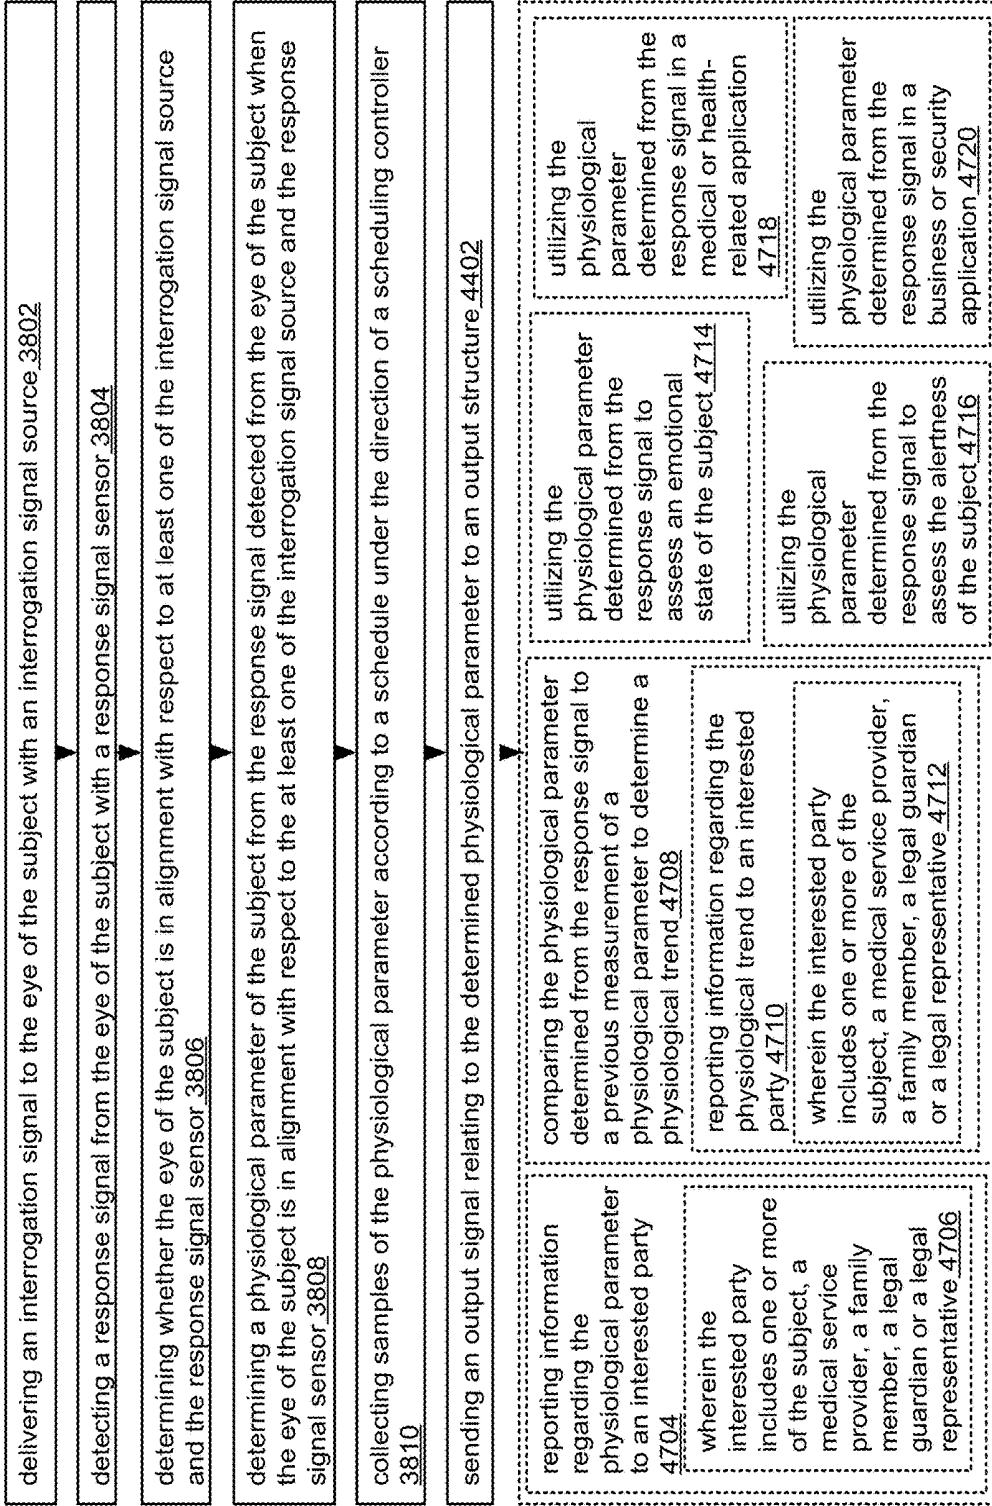 delivering an interrogation signal to the eye of the subject with an interrogation signal source 3802
detecting a response signal from the eye of the subject with a response signal sensor 3804
determining whether the eye of the subject is in alignment with respect to at least one of the interrogation signal source
and the response signal sensor 3806
determining a physiological parameter of the subject from the response signal detected from the eye of the subject when
the eye of the subject is in alignment with respect to the at least one of the interrogation signal source and the response
signal sensor 3808
collecting samples of the physiological parameter according to a schedule under the direction of a scheduling controller
3810
sending an output signal relating to the determined physiological parameter to an output structure 4402
reporting information
regarding the
physiological parameter
to an interested party
4704
wherein the
interested party
includes one or more
of the subject, a
medical service
provider, a family
member, a legal
guardian or a legal
representative 4706
comparing the physiological parameter
determined from the response signal to
a previous measurement of a
physiological parameter to determine a
physiological trend 4708
reporting information regarding the
physiological trend to an interested
party 4710
wherein the interested party
includes one or more of the
subject, a medical service provider,
a family member, a legal guardian
or a legal representative 4712
utilizing the
physiological parameter
determined from the
response signal to
assess an emotional
state of the subject 4714
utilizing the
physiological
parameter
determined from the
response signal to
assess the alertness
of the subject 4716
utilizing the
physiological
parameter
determined from the
response signal in a
medical or health-
related application
4718
utilizing the
physiological parameter
determined from the
response signal in a
business or security
application 4720